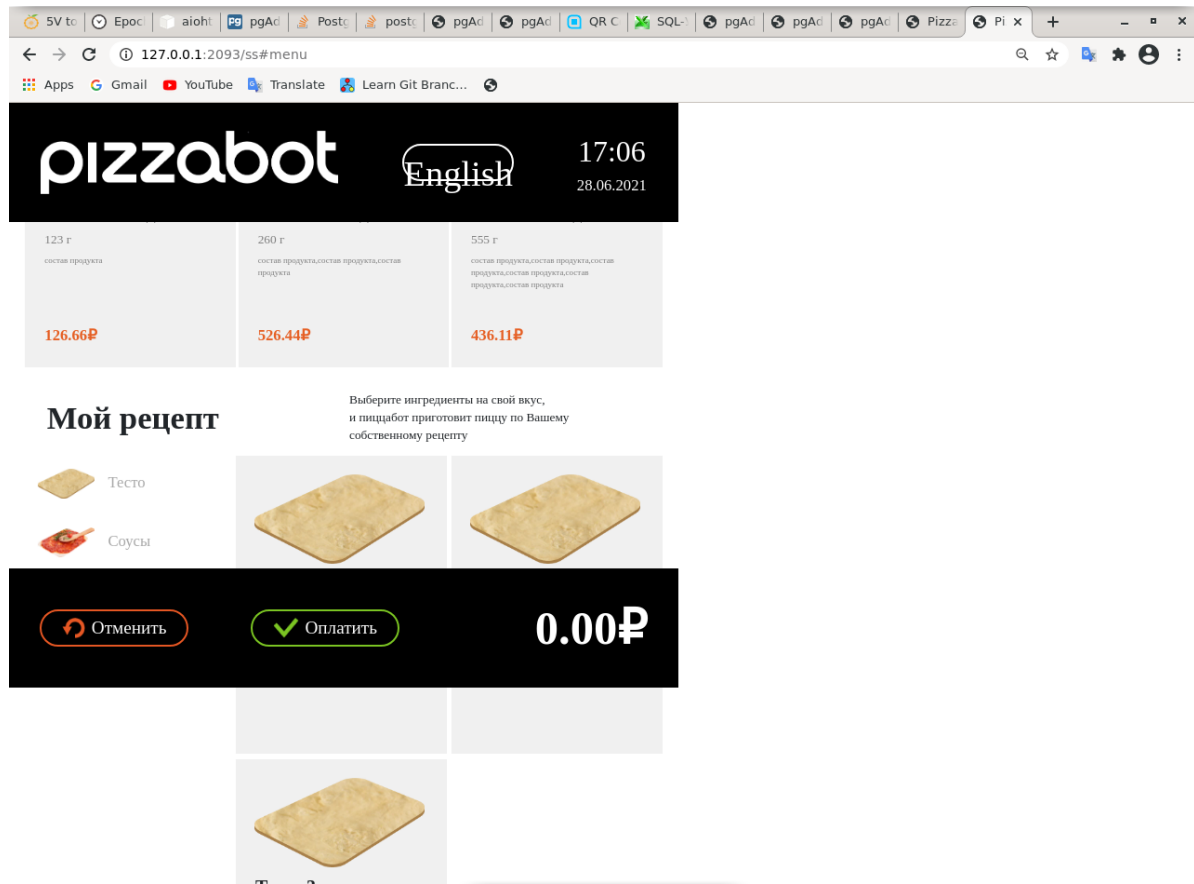 5V to
Epoc
aioht
pgAd
Postg
postg
pgAd
pgAd
QR C
SQL-
pgAd
pgAd
pgAd
Pizza
Pi
127.0.0.1:2093/ss#menu
Apps
Gmail
YouTube
Translate
Learn Git Branc...
pizzabot
English
17:06
28.06.2021
123 г
260 г
555 г
состав продукта
состав продукта,состав продукта,состав
продукта
состав продукта,состав продукта,состав
продукта,состав продукта,состав
продукта,состав продукта
126.66₽
526.44₽
436.11₽
Мой рецепт
Выберите ингредиенты на свой вкус,
и пиццабот приготовит пиццу по Вашему
собственному рецепту
Тесто
Соусы
Отменить
Оплатить
0.00₽